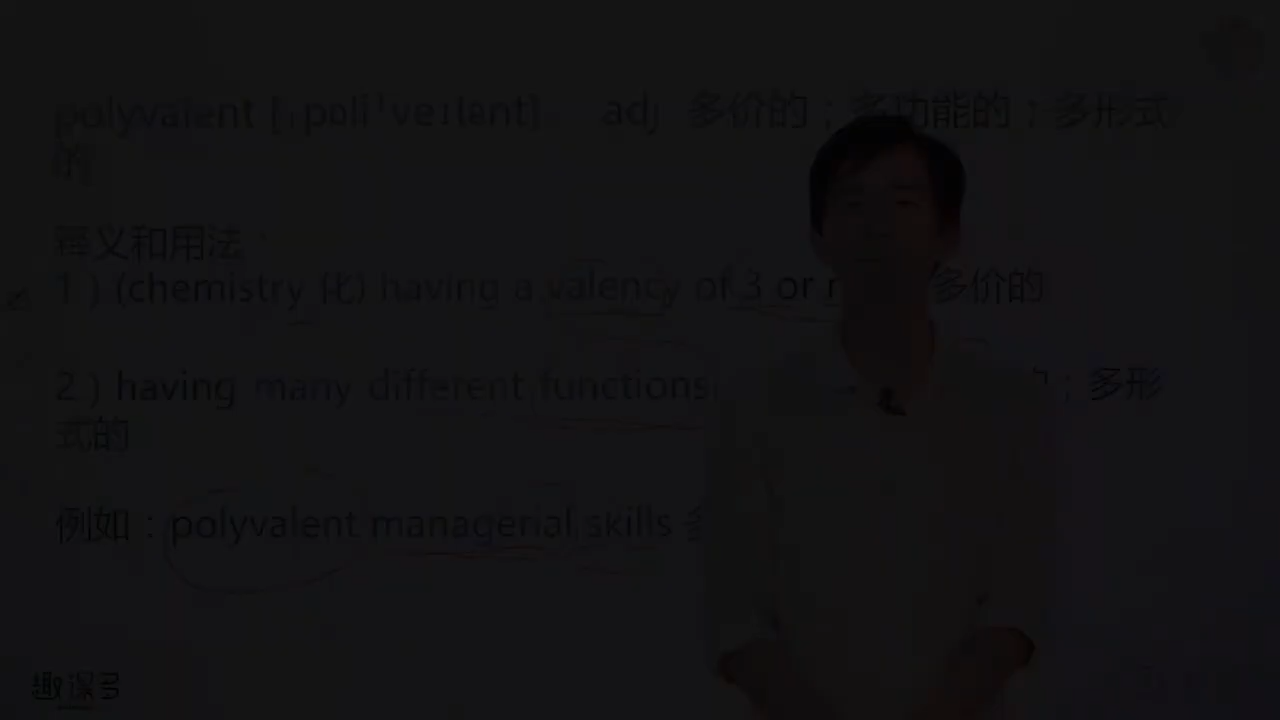 polyvalent [ˌpɒliˈveɪlənt] adj 多价的；多功能的；多形式
的
释义和用法：
1）(chemistry 化) having a valency of 3 or 多价的
2）having many different functions ；多形
式的
例如：polyvalent managerial skills
趣课多